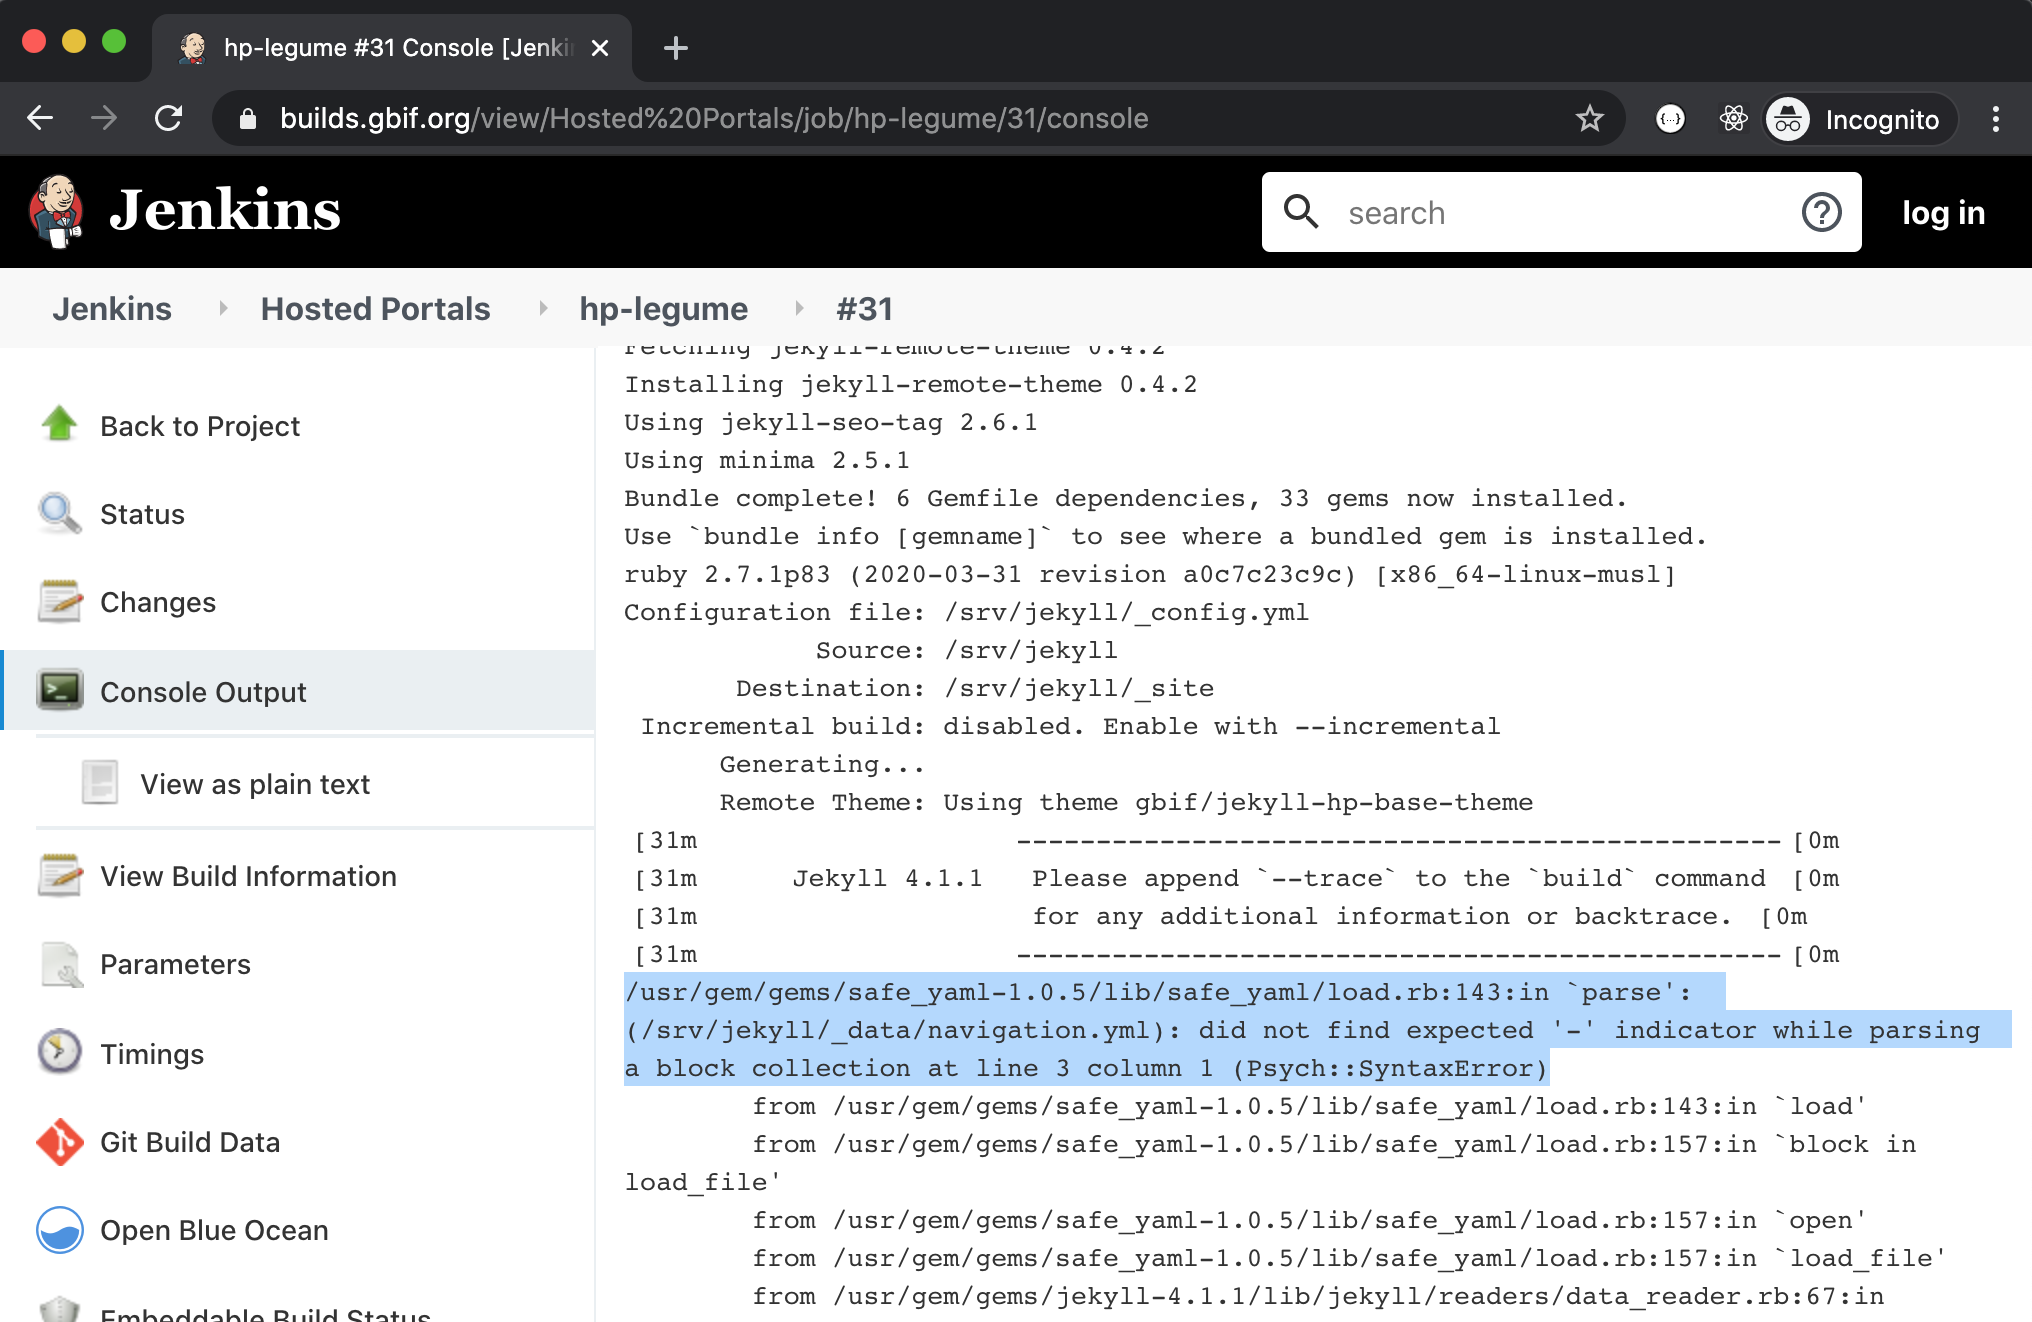 hp-legume #31 Console [Jenki
builds.gbif.org/view/Hosted%20Portals/job/hp-legume/31/console
Incognito
Jenkins
search
log in
Jenkins
Hosted Portals
hp-legume
#31
Back to Project
Status
Changes
Console Output
View as plain text
View Build Information
Parameters
Timings
Git Build Data
Open Blue Ocean
Embeddable Build Status
Fetching jekyll-remote-theme 0.4.2
Installing jekyll-remote-theme 0.4.2
Using jekyll-seo-tag 2.6.1
Using minima 2.5.1
Bundle complete! 6 Gemfile dependencies, 33 gems now installed.
Use `bundle info [gemname]` to see where a bundled gem is installed.
ruby 2.7.1p83 (2020-03-31 revision a0c7c23c9c) [x86_64-linux-musl]
Configuration file: /srv/jekyll/_config.yml
Source: /srv/jekyll
Destination: /srv/jekyll/_site
Incremental build: disabled. Enable with --incremental
Generating...
Remote Theme: Using theme gbif/jekyll-hp-base-theme
[31m ------------------------------------------------ [0m
[31m Jekyll 4.1.1 Please append `--trace` to the `build` command [0m
[31m for any additional information or backtrace. [0m
[31m ------------------------------------------------ [0m
/usr/gem/gems/safe_yaml-1.0.5/lib/safe_yaml/load.rb:143:in `parse':
(/srv/jekyll/_data/navigation.yml): did not find expected '-' indicator while parsing
a block collection at line 3 column 1 (Psych::SyntaxError)
from /usr/gem/gems/safe_yaml-1.0.5/lib/safe_yaml/load.rb:143:in `load'
from /usr/gem/gems/safe_yaml-1.0.5/lib/safe_yaml/load.rb:157:in `block in
load_file'
from /usr/gem/gems/safe_yaml-1.0.5/lib/safe_yaml/load.rb:157:in `open'
from /usr/gem/gems/safe_yaml-1.0.5/lib/safe_yaml/load.rb:157:in `load_file'
from /usr/gem/gems/jekyll-4.1.1/lib/jekyll/readers/data_reader.rb:67:in